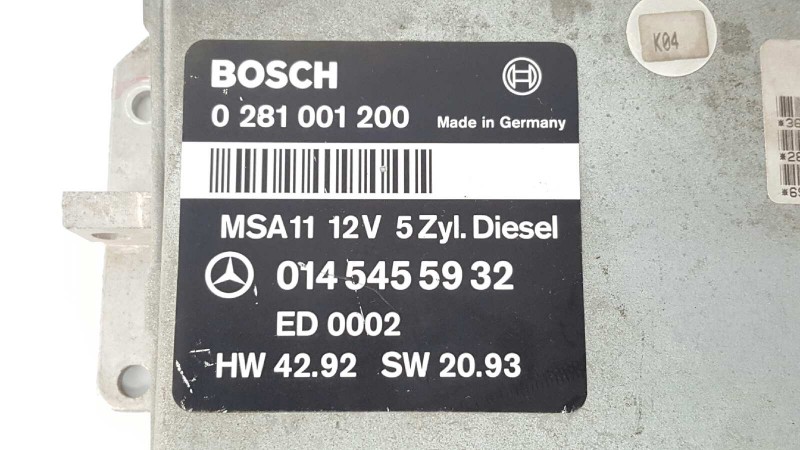 BOSCH
0 281 001 200 Made in Germany
MSA11 12V 5 Zyl. Diesel
014 545 59 32
ED 0002
HW 42.92 SW 20.93
K04